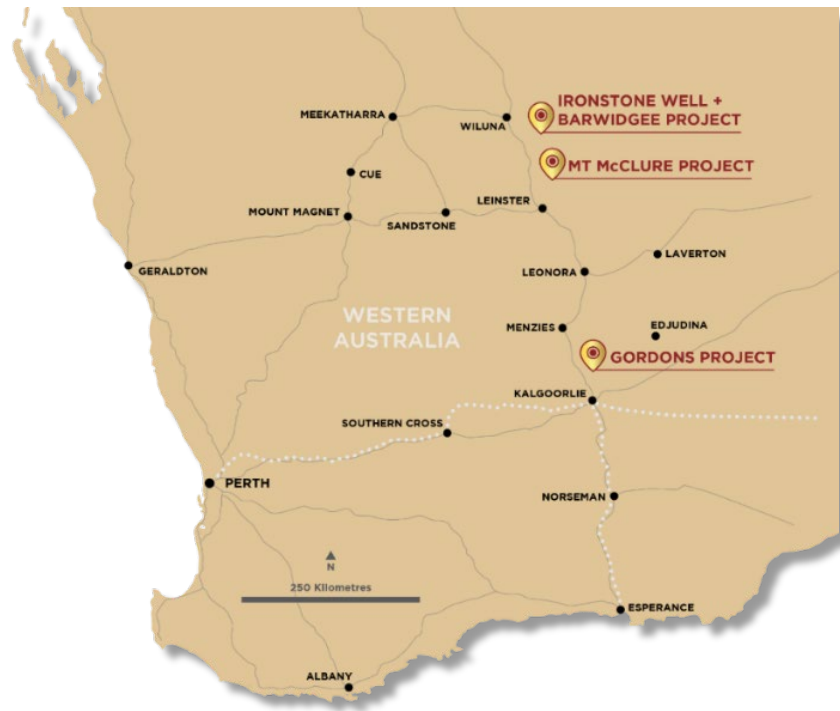 IRONSTONE WELL +
BARWIDGEE PROJECT
MEEKATHARRA
WILUNA
MT McCLURE PROJECT
CUE
LEINSTER
MOUNT MAGNET
SANDSTONE
LAVERTON
GERALDTON
LEONORA
WESTERN
AUSTRALIA
MENZIES
EDJUDINA
GORDONS PROJECT
KALGOORLIE
SOUTHERN CROSS
PERTH
NORSEMAN
N
250 Kilometres
ESPERANCE
ALBANY